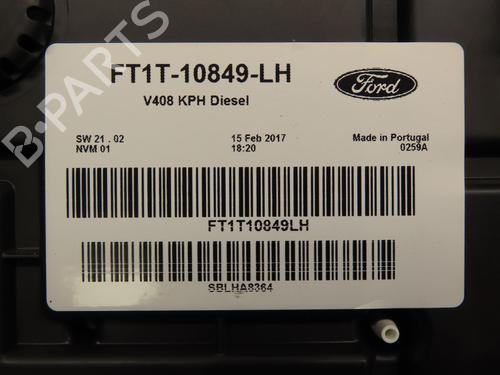 FT1T-10849-LH
Ford
V408 KPH Diesel
SW 21 . 02
15 Feb 2017
Made in Portugal
NVM 01
18:20
0259A
FT1T10849LH
SBLHA8364
B-PARTS